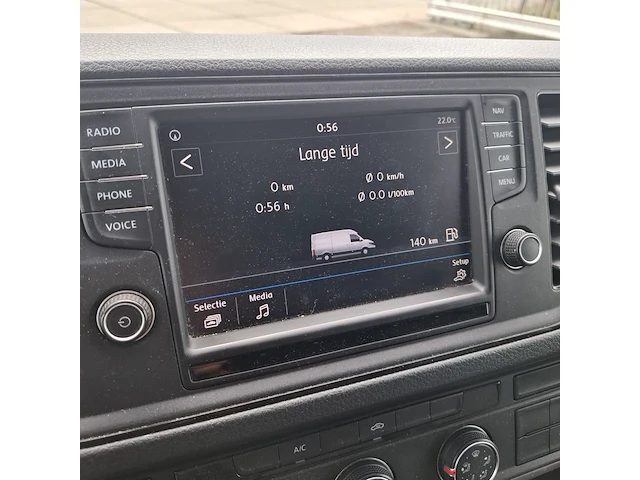 RADIO
MEDIA
PHONE
VOICE
0:56
22.0°C
<
Lange tijd
>
0 km
Ø 0 km/h
0:56 h
Ø 0.0 l/100km
140 km
Selectie
Media
Setup
NAV
TRAFFIC
CAR
MENU
A/C